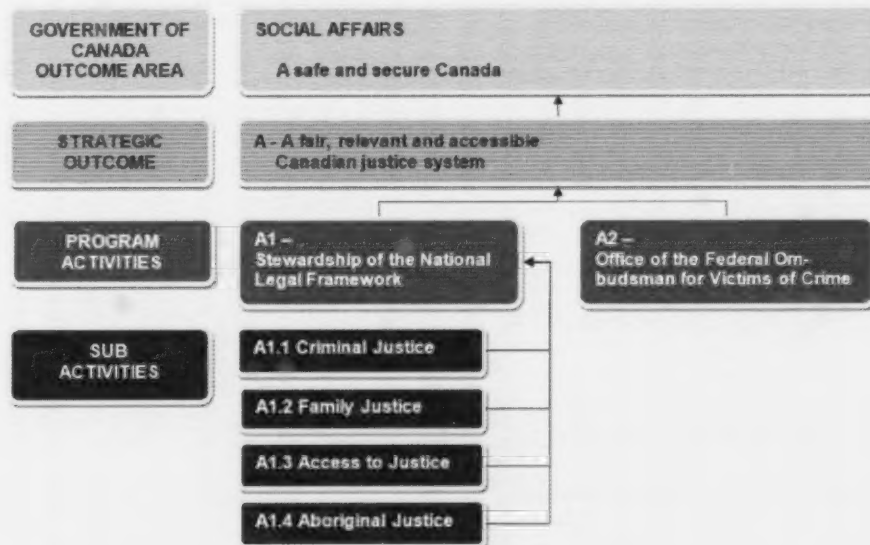 GOVERNMENT OF
CANADA
OUTCOME AREA
SOCIAL AFFAIRS
A safe and secure Canada
STRATEGIC
OUTCOME
A - A fair, relevant and accessible
Canadian justice system
PROGRAM
ACTIVITIES
A1 –
Stewardship of the National
Legal Framework
A2 –
Office of the Federal Om-
budsman for Victims of Crime
SUB
ACTIVITIES
A1.1 Criminal Justice
A1.2 Family Justice
A1.3 Access to Justice
A1.4 Aboriginal Justice